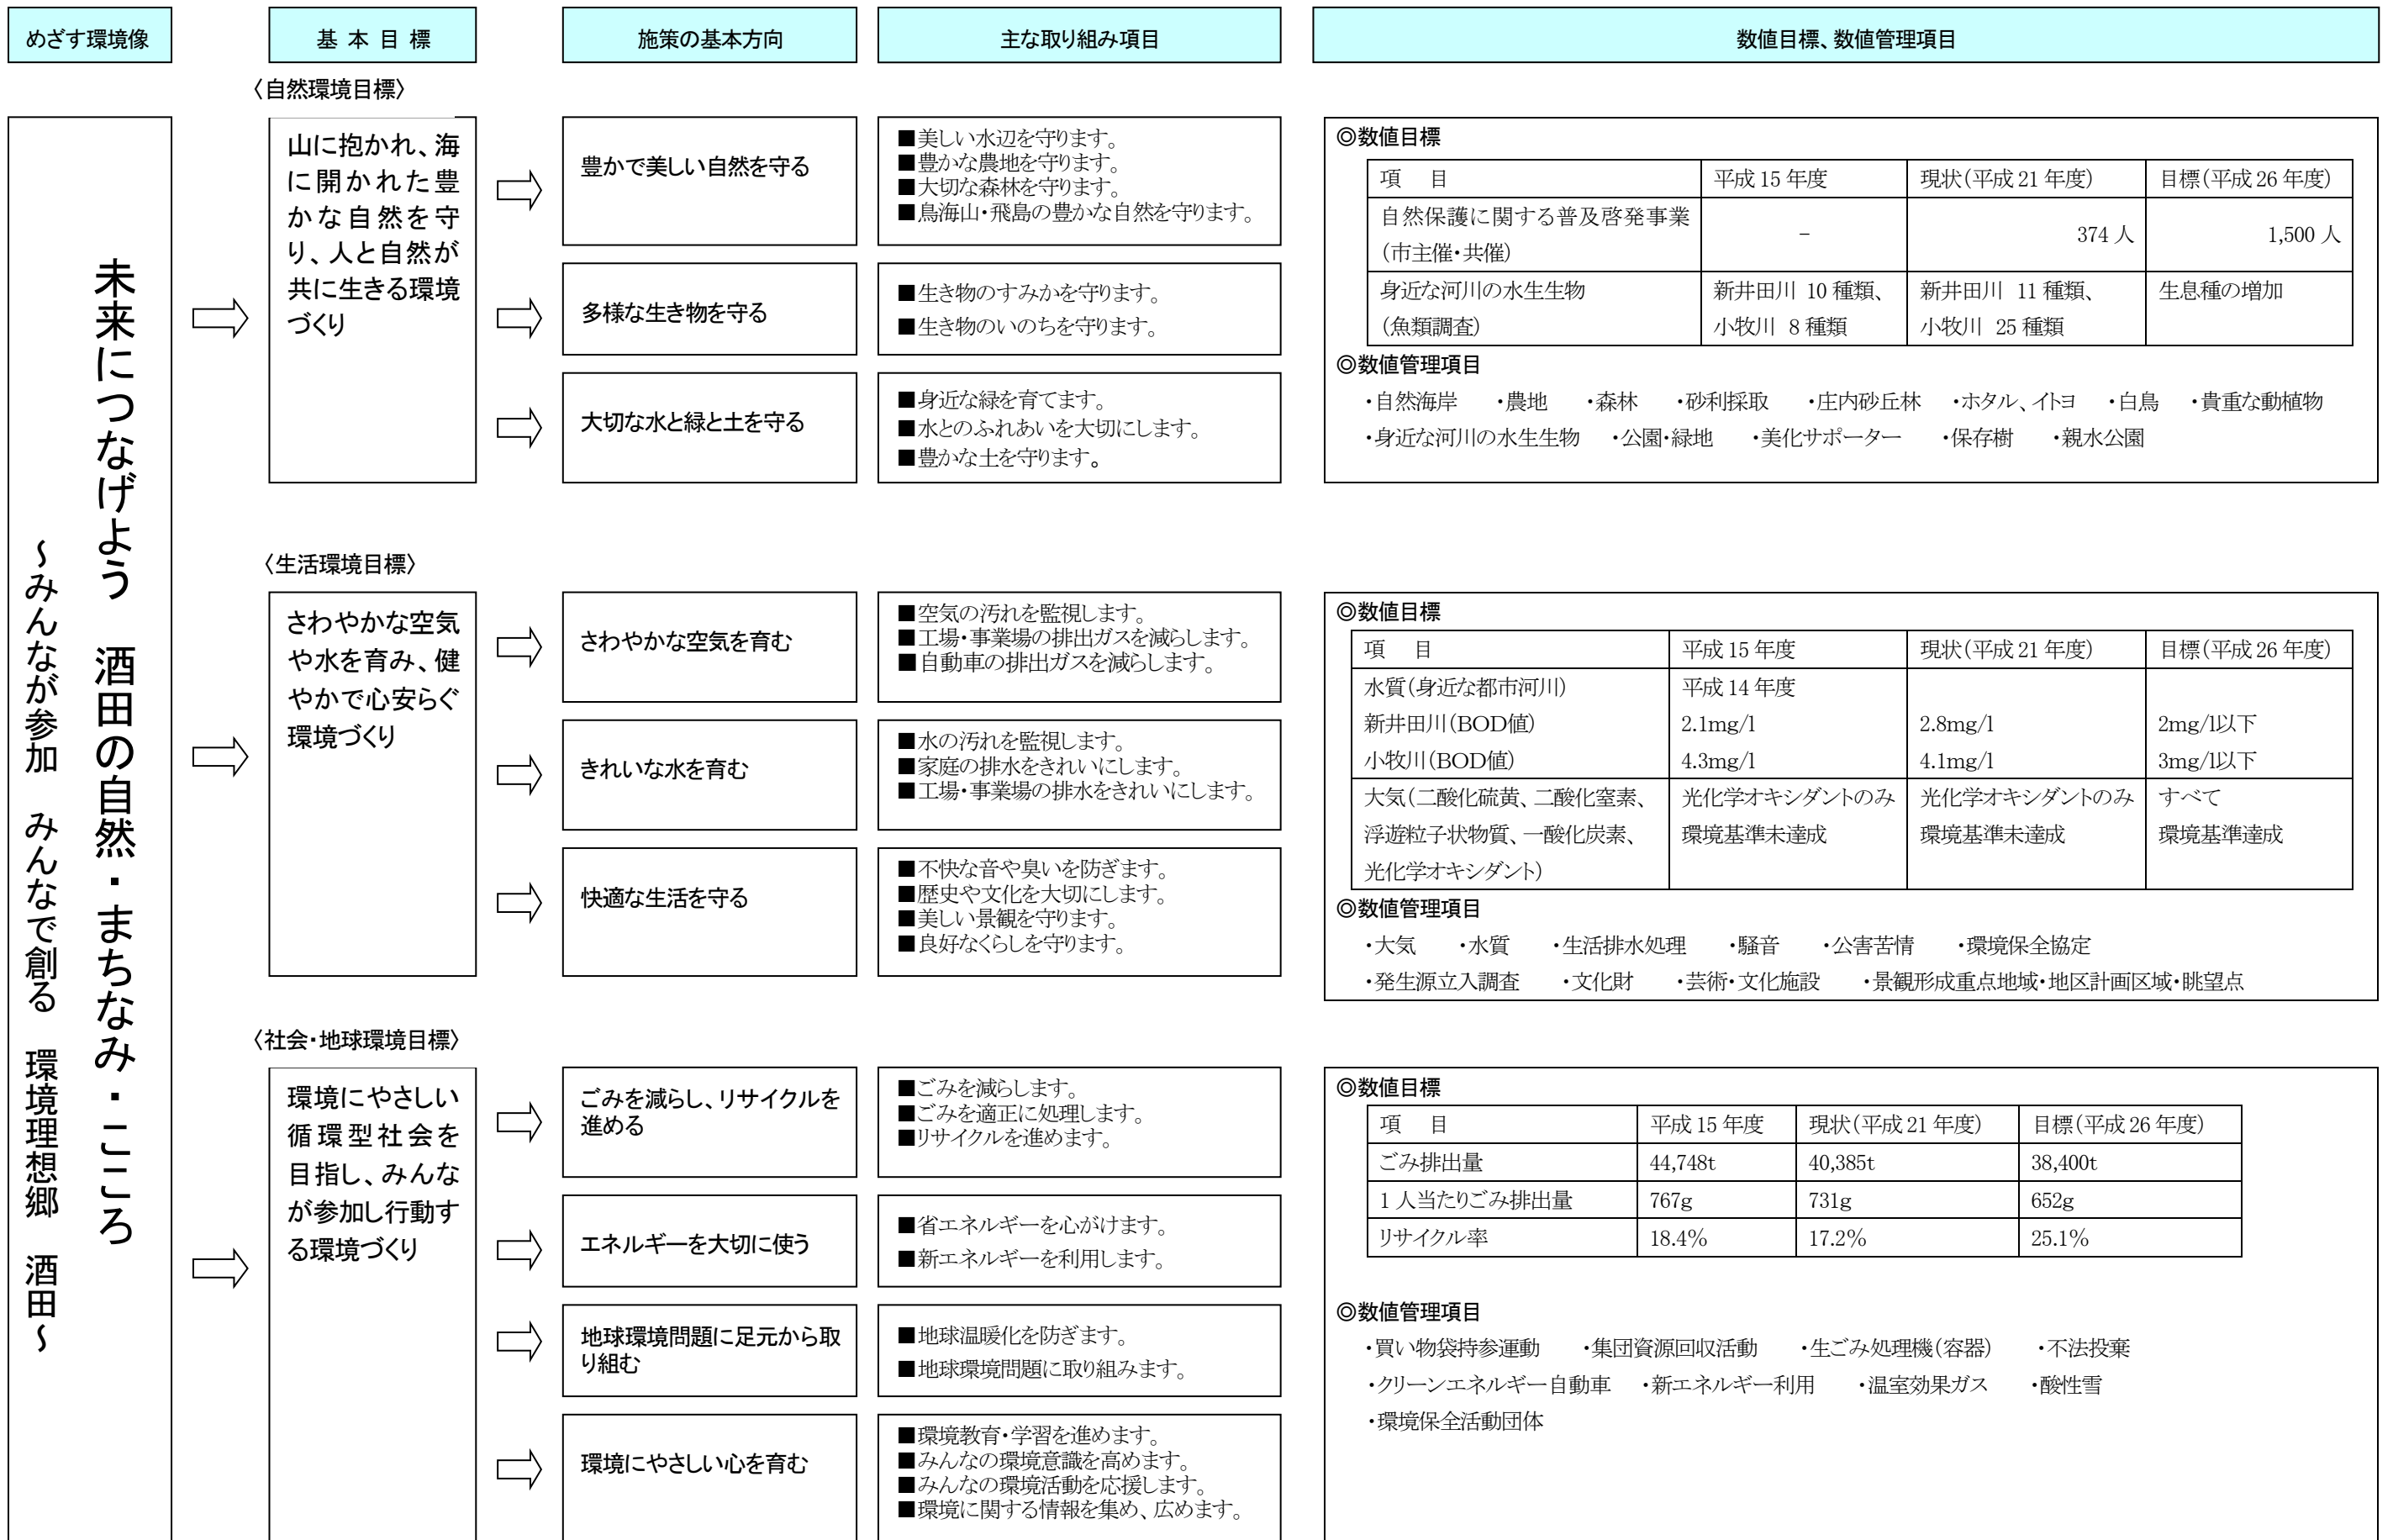 めざす環境像
基 本 目 標
施策の基本方向
主な取り組み項目
数値目標、数値管理項目
未来につなげよう　酒田の自然・まちなみ・こころ
～みんなが参加　みんなで創る　環境理想郷　酒田～
〈自然環境目標〉
山に抱かれ、海
に開かれた豊
かな自然を守
り、人と自然が
共に生きる環境
づくり
豊かで美しい自然を守る
■美しい水辺を守ります。
■豊かな農地を守ります。
■大切な森林を守ります。
■鳥海山・飛島の豊かな自然を守ります。
多様な生き物を守る
■生き物のすみかを守ります。
■生き物のいのちを守ります。
大切な水と緑と土を守る
■身近な緑を育てます。
■水とのふれあいを大切にします。
■豊かな土を守ります。
◎数値目標
項　目　平成 15 年度　現状（平成 21 年度）　目標（平成 26 年度）
自然保護に関する普及啓発事業
（市主催・共催）　－　374 人　1,500 人
身近な河川の水生生物　新井田川 10 種類、　新井田川 11 種類、　生息種の増加
（魚類調査）　小牧川 8 種類　小牧川 25 種類
◎数値管理項目
・自然海岸　・農地　・森林　・砂利採取　・庄内砂丘林　・ホタル、イトヨ　・白鳥　・貴重な動植物
・身近な河川の水生生物　・公園・緑地　・美化サポーター　・保存樹　・親水公園
〈生活環境目標〉
さわやかな空気
や水を育み、健
やかで心安らぐ
環境づくり
さわやかな空気を育む
■空気の汚れを監視します。
■工場・事業場の排出ガスを減らします。
■自動車の排出ガスを減らします。
きれいな水を育む
■水の汚れを監視します。
■家庭の排水をきれいにします。
■工場・事業場の排水をきれいにします。
快適な生活を守る
■不快な音や臭いを防ぎます。
■歴史や文化を大切にします。
■美しい景観を守ります。
■良好なくらしを守ります。
◎数値目標
項　目　平成 15 年度　現状（平成 21 年度）　目標（平成 26 年度）
水質（身近な都市河川）　平成 14 年度
新井田川（BOD値）　2.1mg/l　2.8mg/l　2mg/l以下
小牧川（BOD値）　4.3mg/l　4.1mg/l　3mg/l以下
大気（二酸化硫黄、二酸化窒素、　光化学オキシダントのみ　光化学オキシダントのみ　すべて
浮遊粒子状物質、一酸化炭素、　環境基準未達成　環境基準未達成　環境基準達成
光化学オキシダント）
◎数値管理項目
・大気　・水質　・生活排水処理　・騒音　・公害苦情　・環境保全協定
・発生源立入調査　・文化財　・芸術・文化施設　・景観形成重点地域・地区計画区域・眺望点
〈社会・地球環境目標〉
環境にやさしい
循環型社会を
目指し、みんな
が参加し行動す
る環境づくり
ごみを減らし、リサイクルを
進める
■ごみを減らします。
■ごみを適正に処理します。
■リサイクルを進めます。
エネルギーを大切に使う
■省エネルギーを心がけます。
■新エネルギーを利用します。
地球環境問題に足元から取
り組む
■地球温暖化を防ぎます。
■地球環境問題に取り組みます。
環境にやさしい心を育む
■環境教育・学習を進めます。
■みんなの環境意識を高めます。
■みんなの環境活動を応援します。
■環境に関する情報を集め、広めます。
◎数値目標
項　目　平成 15 年度　現状（平成 21 年度）　目標（平成 26 年度）
ごみ排出量　44,748t　40,385t　38,400t
1 人当たりごみ排出量　767g　731g　652g
リサイクル率　18.4%　17.2%　25.1%
◎数値管理項目
・買い物袋持参運動　・集団資源回収活動　・生ごみ処理機（容器）　・不法投棄
・クリーンエネルギー自動車　・新エネルギー利用　・温室効果ガス　・酸性雪
・環境保全活動団体